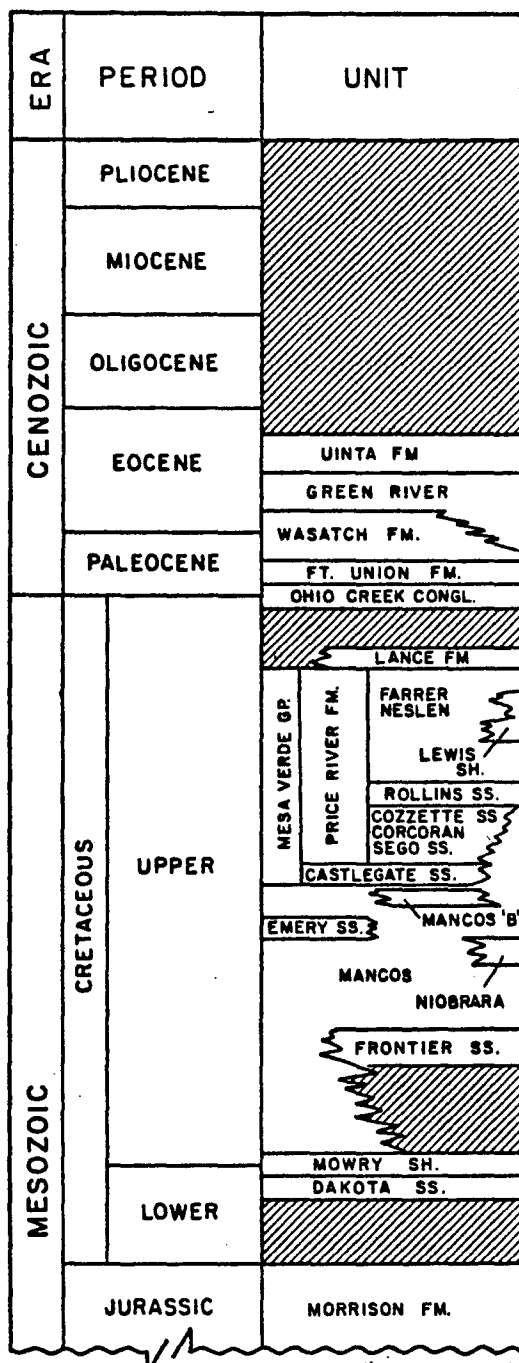 ERA
PERIOD
UNIT
CENOZOIC
PLIOCENE
MIOCENE
OLIGOCENE
EOCENE
UINTA FM
GREEN RIVER
WASATCH FM.
PALEOCENE
FT. UNION FM.
OHIO CREEK CONGL.
MESOZOIC
CRETACEOUS
UPPER
LANCE FM
MESA VERDE GP.
PRICE RIVER FM.
FARRER
NESLEN
LEWIS
SH.
ROLLINS SS.
COZZETTE SS
CORCORAN
SEGO SS.
CASTLEGATE SS.
MANCOS 'B'
EMERY SS.
MANCOS
NIOBRARA
FRONTIER SS.
MOWRY SH.
LOWER
DAKOTA SS.
JURASSIC
MORRISON FM.